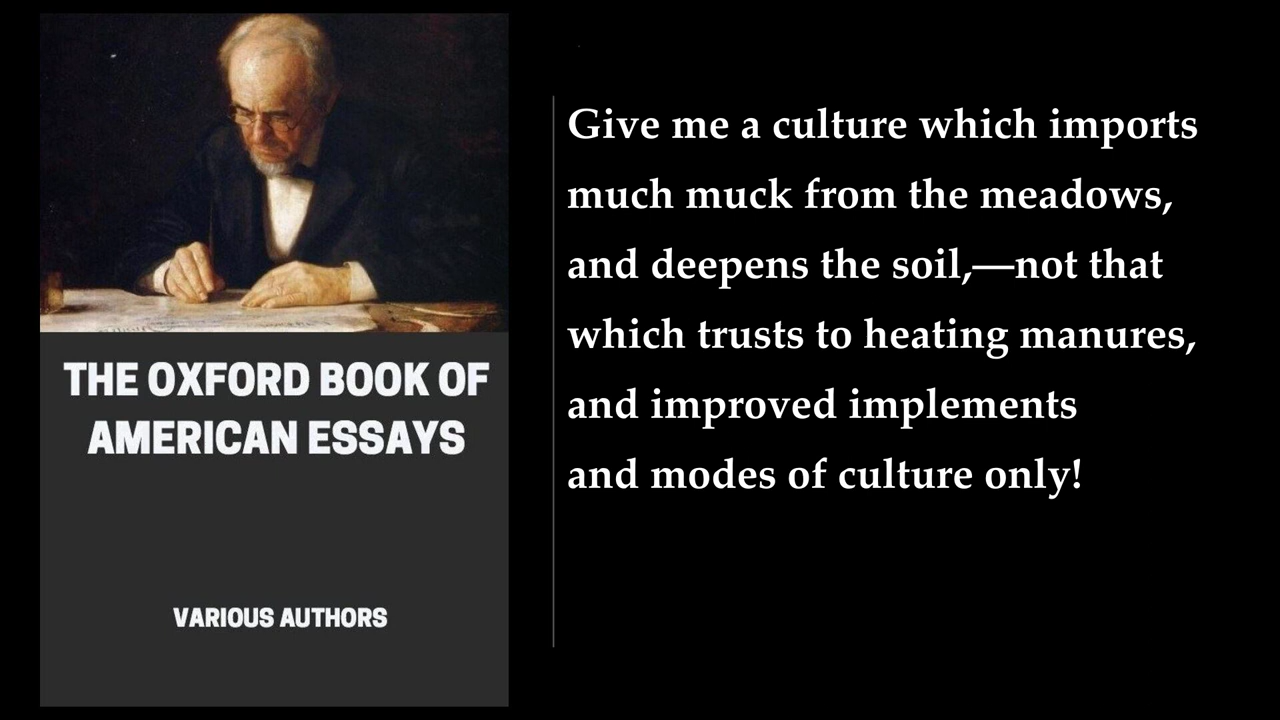 THE OXFORD BOOK OF
AMERICAN ESSAYS
VARIOUS AUTHORS
Give me a culture which imports
much muck from the meadows,
and deepens the soil,—not that
which trusts to heating manures,
and improved implements
and modes of culture only!